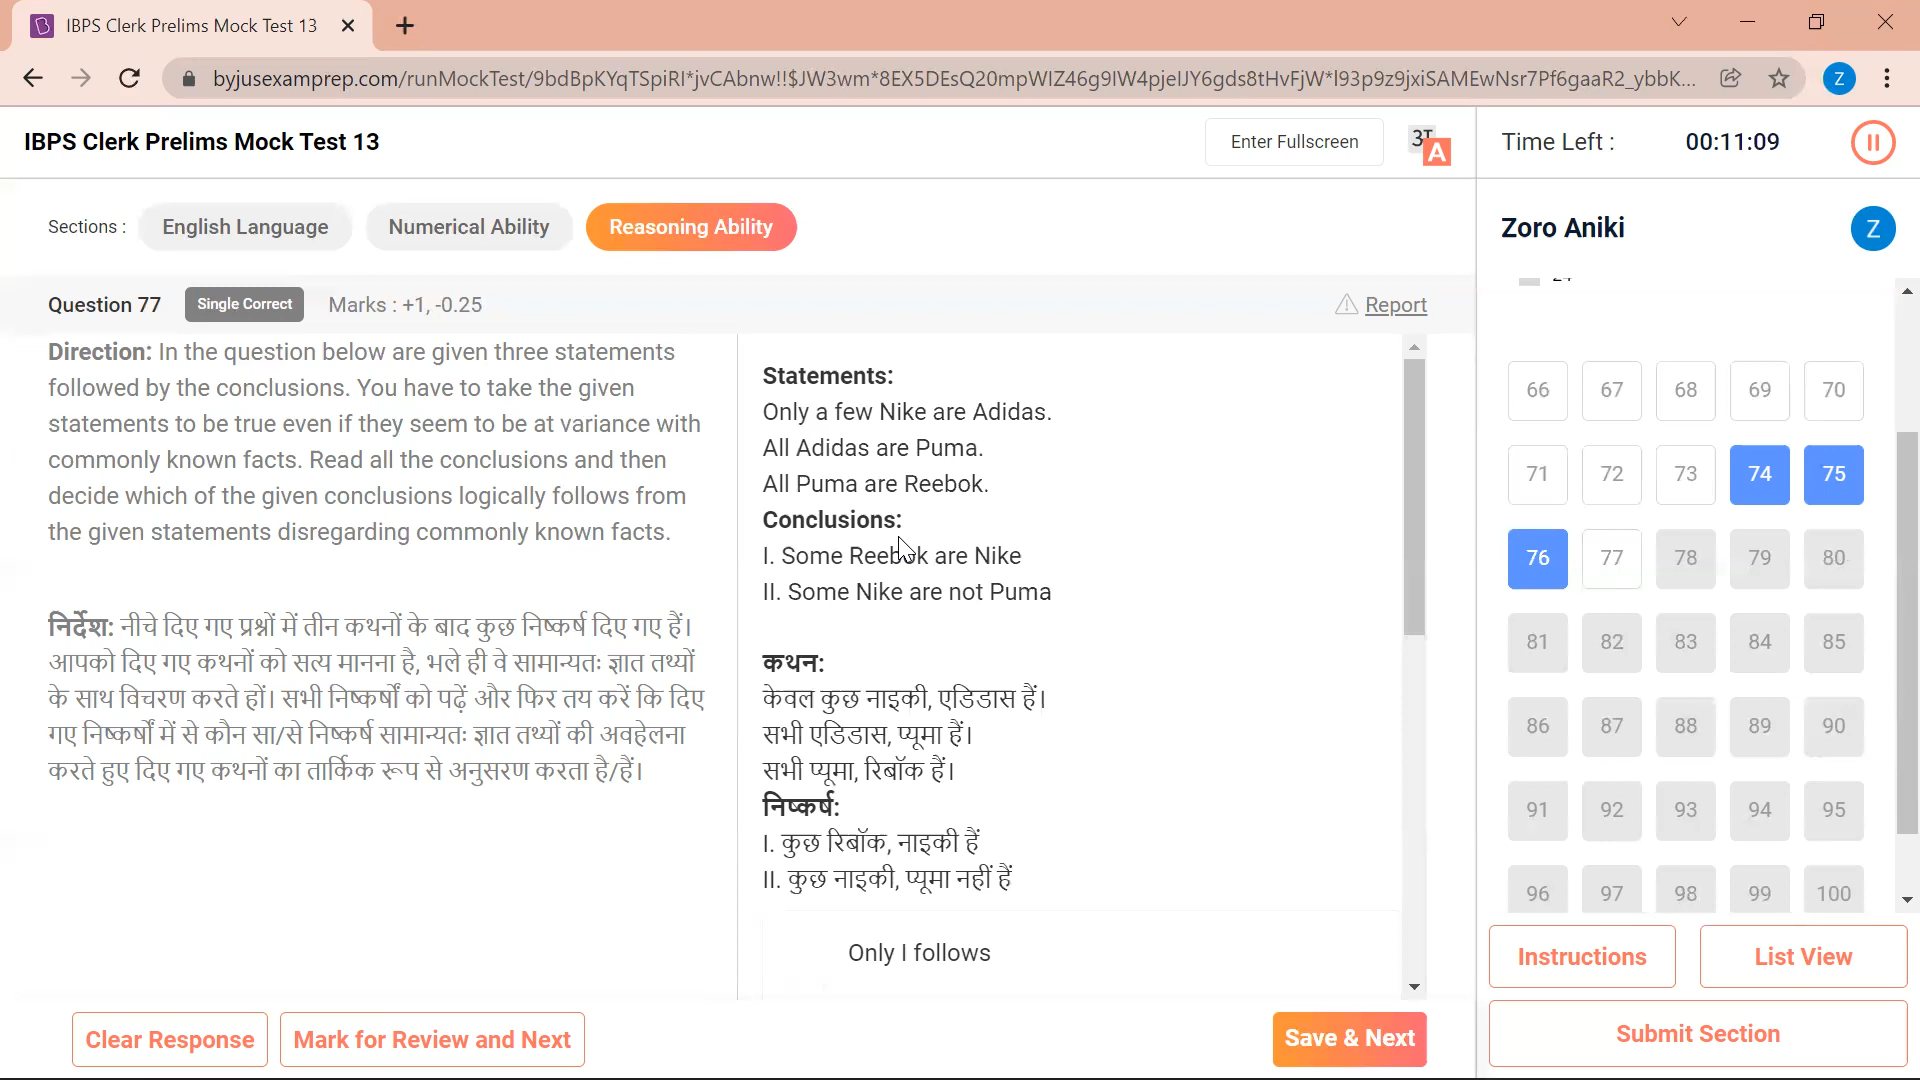 IBPS Clerk Prelims Mock Test 13
byjusexamprep.com/runMockTest/9bdBpKYqTSpiRI*jvCAbnw!!$JW3wm*8EX5DEsQ20mpWIZ46g9IW4pjeIJY6gds8tHvFjW*I93p9z9jxiSAMEwNsr7Pf6gaaR2_ybbK...
Z
IBPS Clerk Prelims Mock Test 13
Enter Fullscreen
A
Time Left :
00:11:09
Sections :
English Language
Numerical Ability
Reasoning Ability
Zoro Aniki
Z
Question 77
Single Correct
Marks : +1, -0.25
Report
Direction: In the question below are given three statements
followed by the conclusions. You have to take the given
statements to be true even if they seem to be at variance with
commonly known facts. Read all the conclusions and then
decide which of the given conclusions logically follows from
the given statements disregarding commonly known facts.
निर्देश: नीचे दिए गए प्रश्नों में तीन कथनों के बाद कुछ निष्कर्ष दिए गए हैं।
आपको दिए गए कथनों को सत्य मानना है, भले ही वे सामान्यतः ज्ञात तथ्यों
के साथ विचरण करते हों। सभी निष्कर्षों को पढ़ें और फिर तय करें कि दिए
गए निष्कर्षों में से कौन सा/से निष्कर्ष सामान्यतः ज्ञात तथ्यों की अवहेलना
करते हुए दिए गए कथनों का तार्किक रूप से अनुसरण करता है/हैं।
Statements:
Only a few Nike are Adidas.
All Adidas are Puma.
All Puma are Reebok.
Conclusions:
I. Some Reebok are Nike
II. Some Nike are not Puma
कथन:
केवल कुछ नाइकी, एडिडास हैं।
सभी एडिडास, प्यूमा हैं।
सभी प्यूमा, रिबॉक हैं।
निष्कर्ष:
I. कुछ रिबॉक, नाइकी हैं
II. कुछ नाइकी, प्यूमा नहीं हैं
Only I follows
66 67 68 69 70
71 72 73 74 75
76 77 78 79 80
81 82 83 84 85
86 87 88 89 90
91 92 93 94 95
96 97 98 99 100
Instructions
List View
Clear Response
Mark for Review and Next
Save & Next
Submit Section